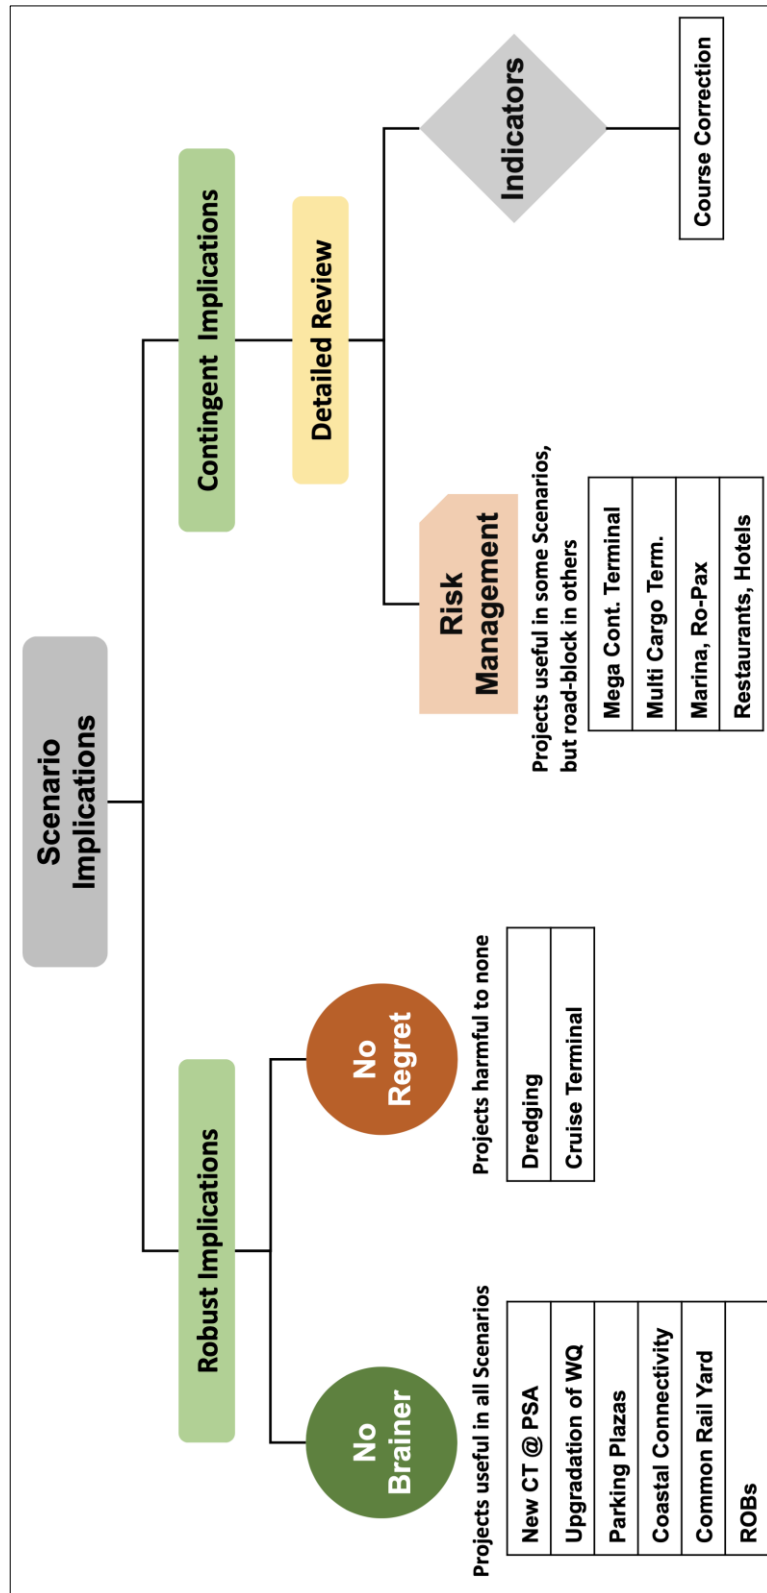 Scenario
Implications
Robust Implications
Contingent Implications
No
Brainer
No
Regret
Detailed Review
Projects useful in all Scenarios
New CT @ PSA
Upgradation of WQ
Parking Plazas
Coastal Connectivity
Common Rail Yard
ROBs
Projects harmful to none
Dredging
Cruise Terminal
Risk
Management
Projects useful in some Scenarios,
but road-block in others
Mega Cont. Terminal
Multi Cargo Term.
Marina, Ro-Pax
Restaurants, Hotels
Indicators
Course Correction